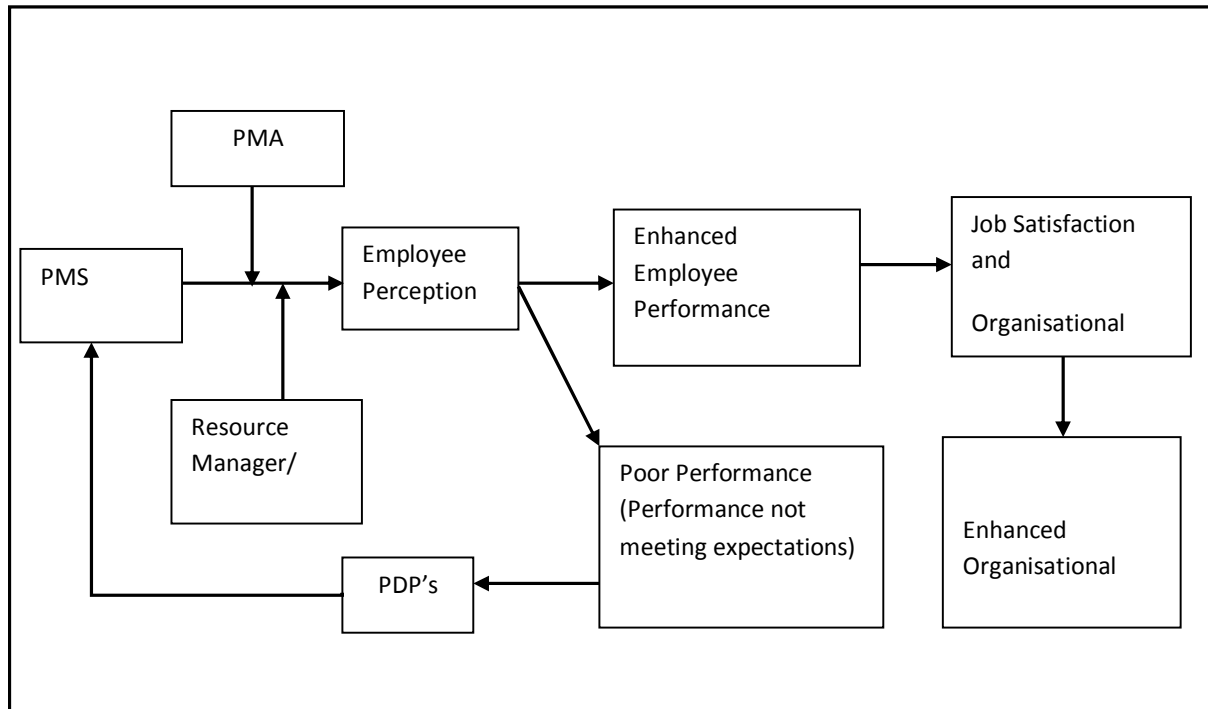 PMA
PMS
Employee
Perception
Enhanced
Employee
Performance
Job Satisfaction
and
Organisational
Resource
Manager/
Poor Performance
(Performance not
meeting expectations)
PDP’s
Enhanced
Organisational